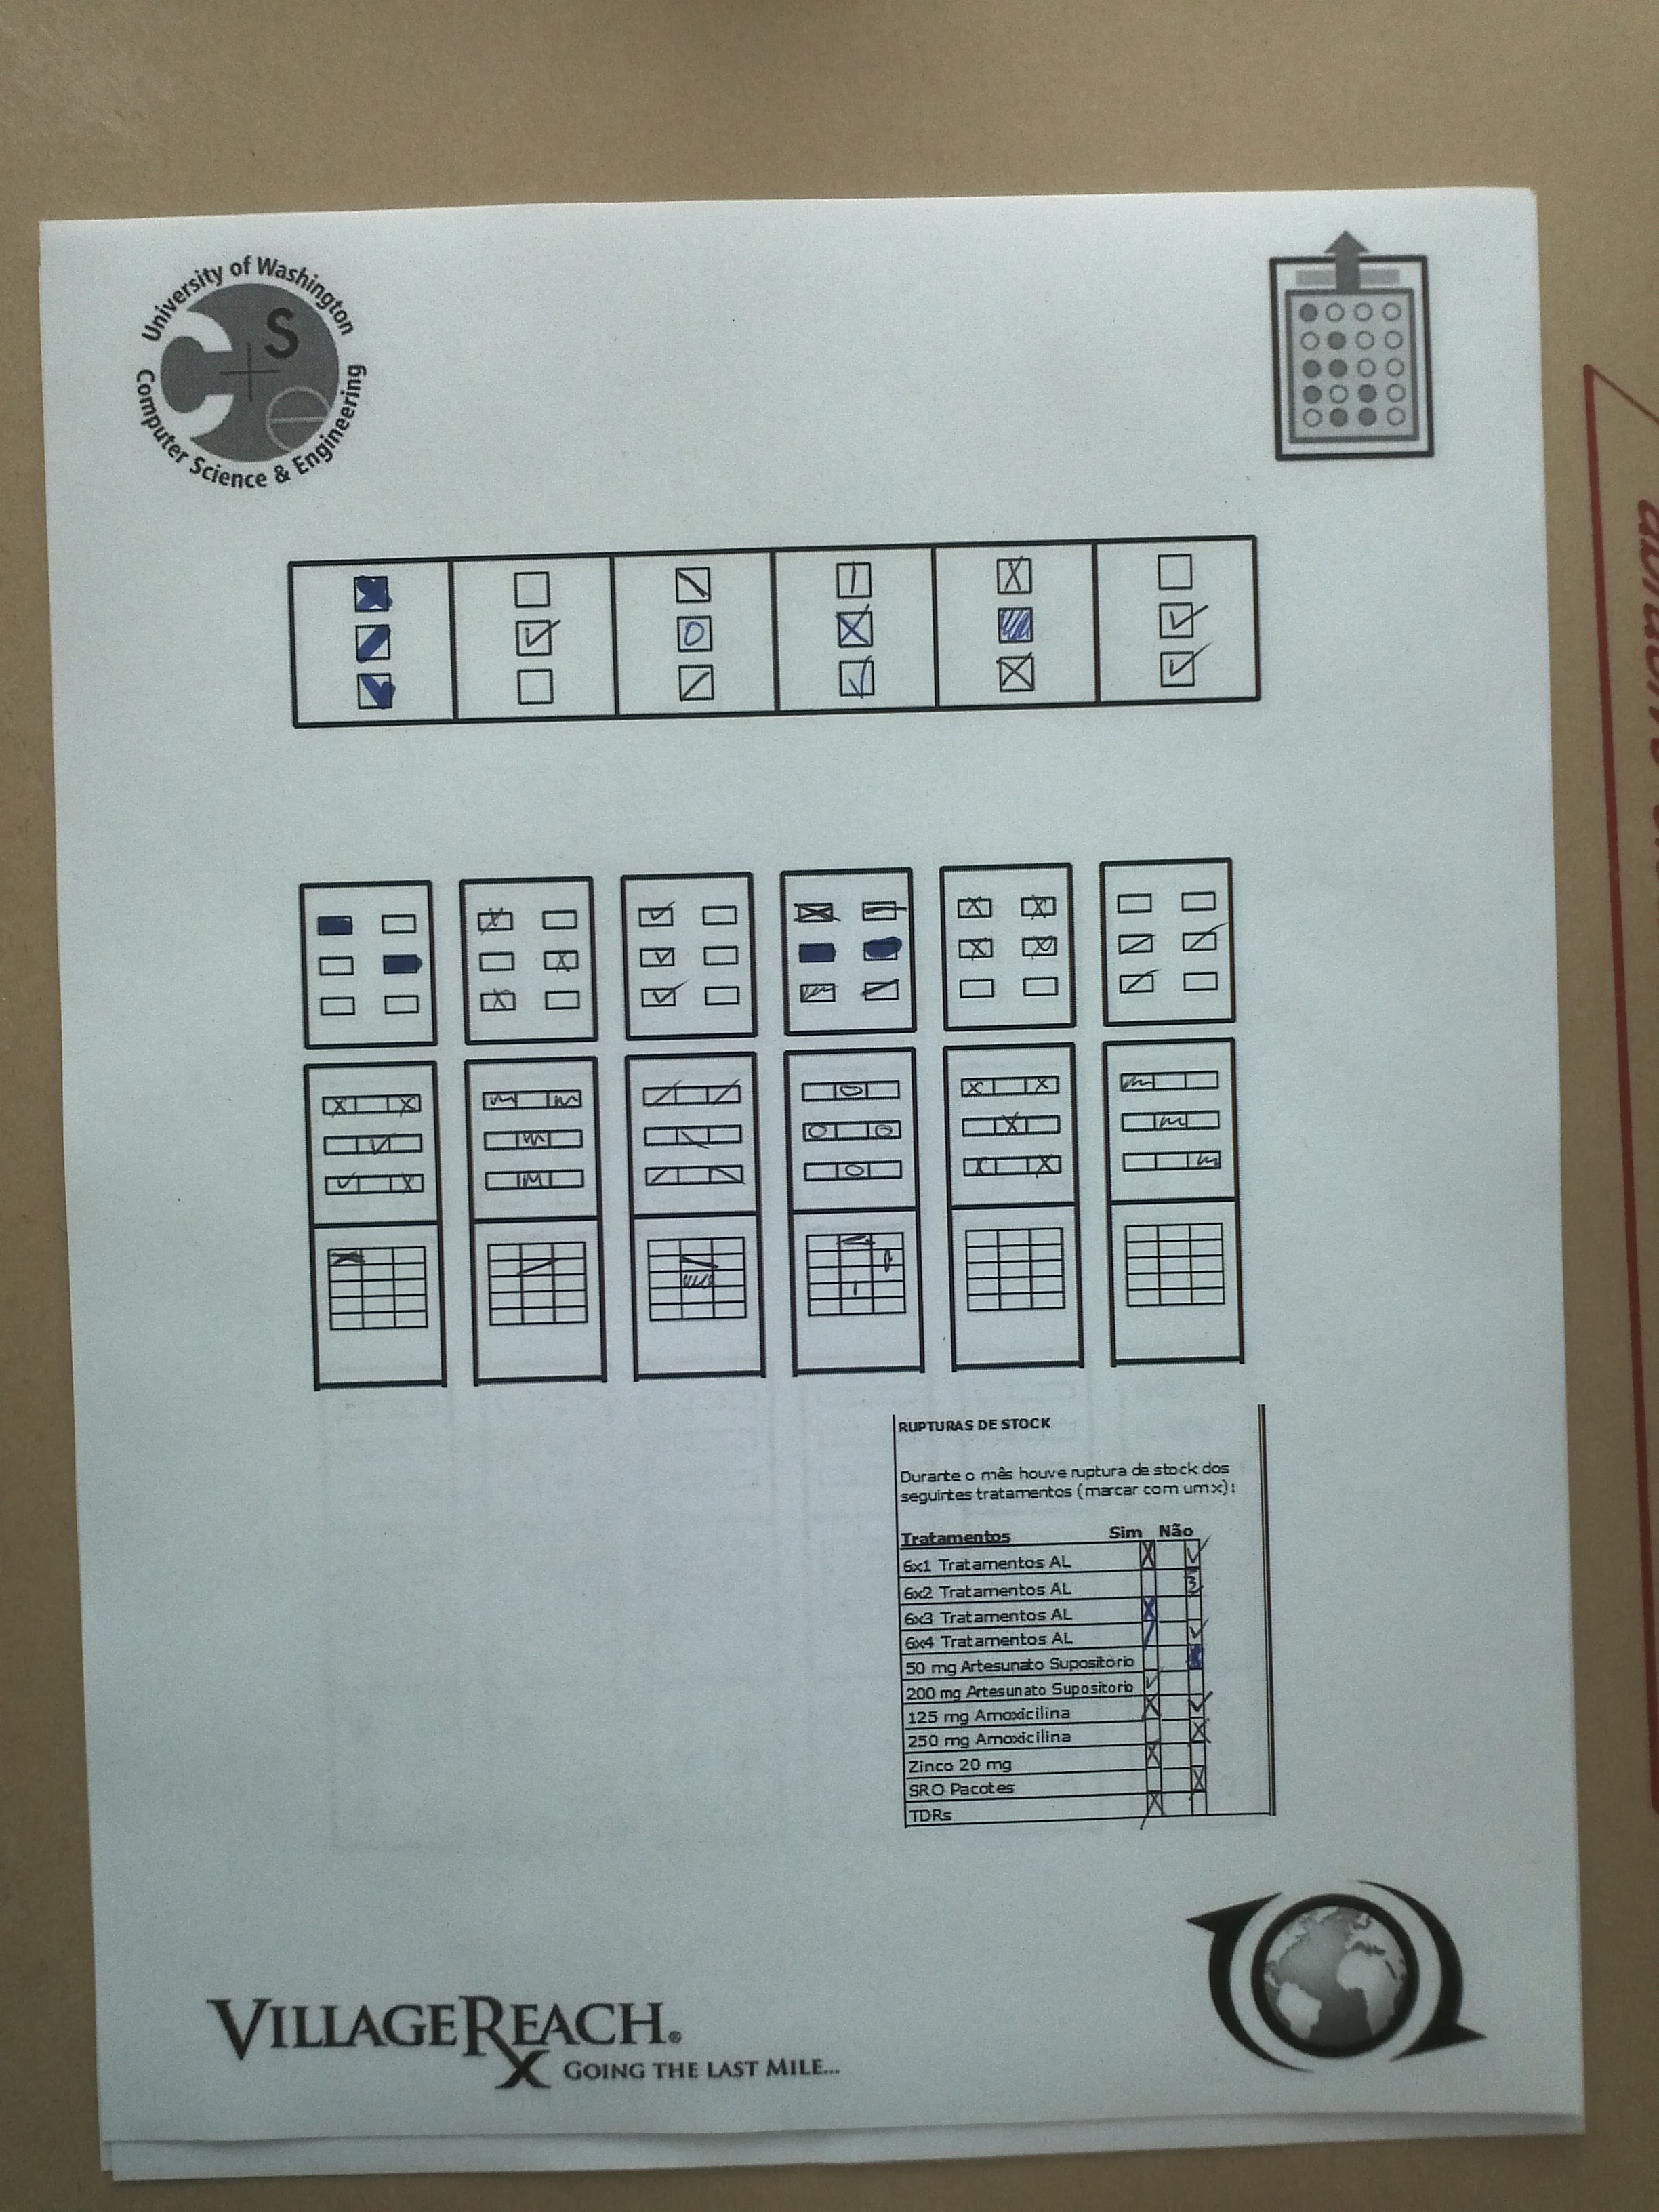 University of Washington
Computer Science & Engineering
C S e
RUPTURAS DE STOCK
Durante o mês houve ruptura de stock dos
seguintes tratamentos (marcar com um x):
Tratamentos Sim Não
6x1 Tratamentos AL
6x2 Tratamentos AL
6x3 Tratamentos AL
6x4 Tratamentos AL
50 mg Artesunato Supositorio
200 mg Artesunato Supositorio
125 mg Amoxicilina
250 mg Amoxicilina
Zinco 20 mg
SRO Pacotes
TDRs
VILLAGEREACH®
GOING THE LAST MILE...